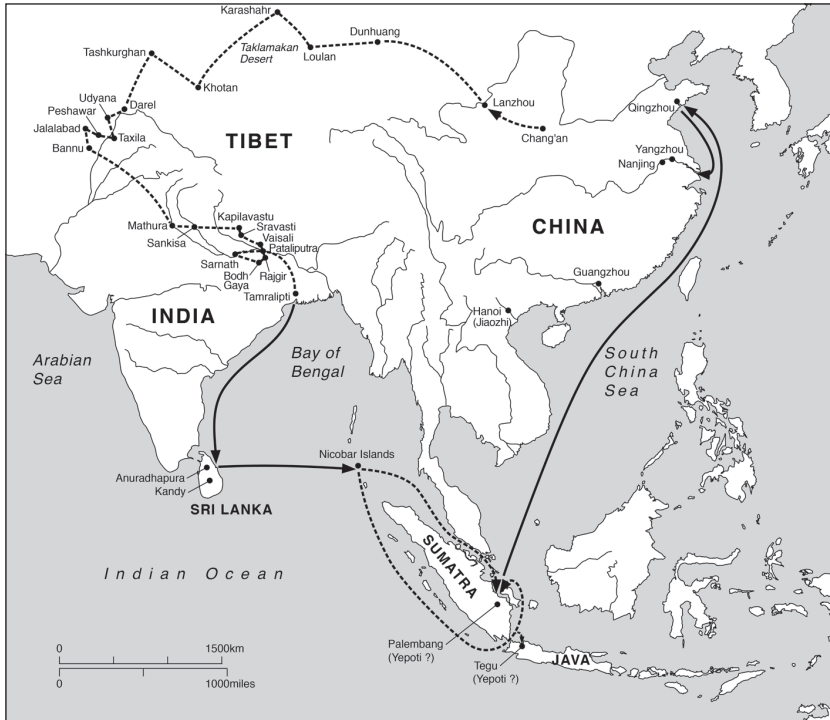 Karashahr
Dunhuang
Tashkurghan
Taklamakan
Desert
Loulan
Khotan
Udyana
Darel
Peshawar
Jalalabad
Taxila
Bannu
Lanzhou
Chang'an
Qingzhou
TIBET
Yangzhou
Nanjing
Kapilavastu
Mathura
Sravasti
Sankisa
Vaisali
Pataliputra
CHINA
Sarnath
Bodh
Gaya
Rajgir
Guangzhou
Tamralipti
INDIA
Hanoi
(Jiaozhi)
Arabian
Sea
Bay of
Bengal
South
China
Sea
Nicobar Islands
Anuradhapura
Kandy
SRI LANKA
SUMATRA
Indian Ocean
0 1500km
0 1000miles
Palembang
(Yepoti ?)
Tegu
(Yepoti ?)
JAVA